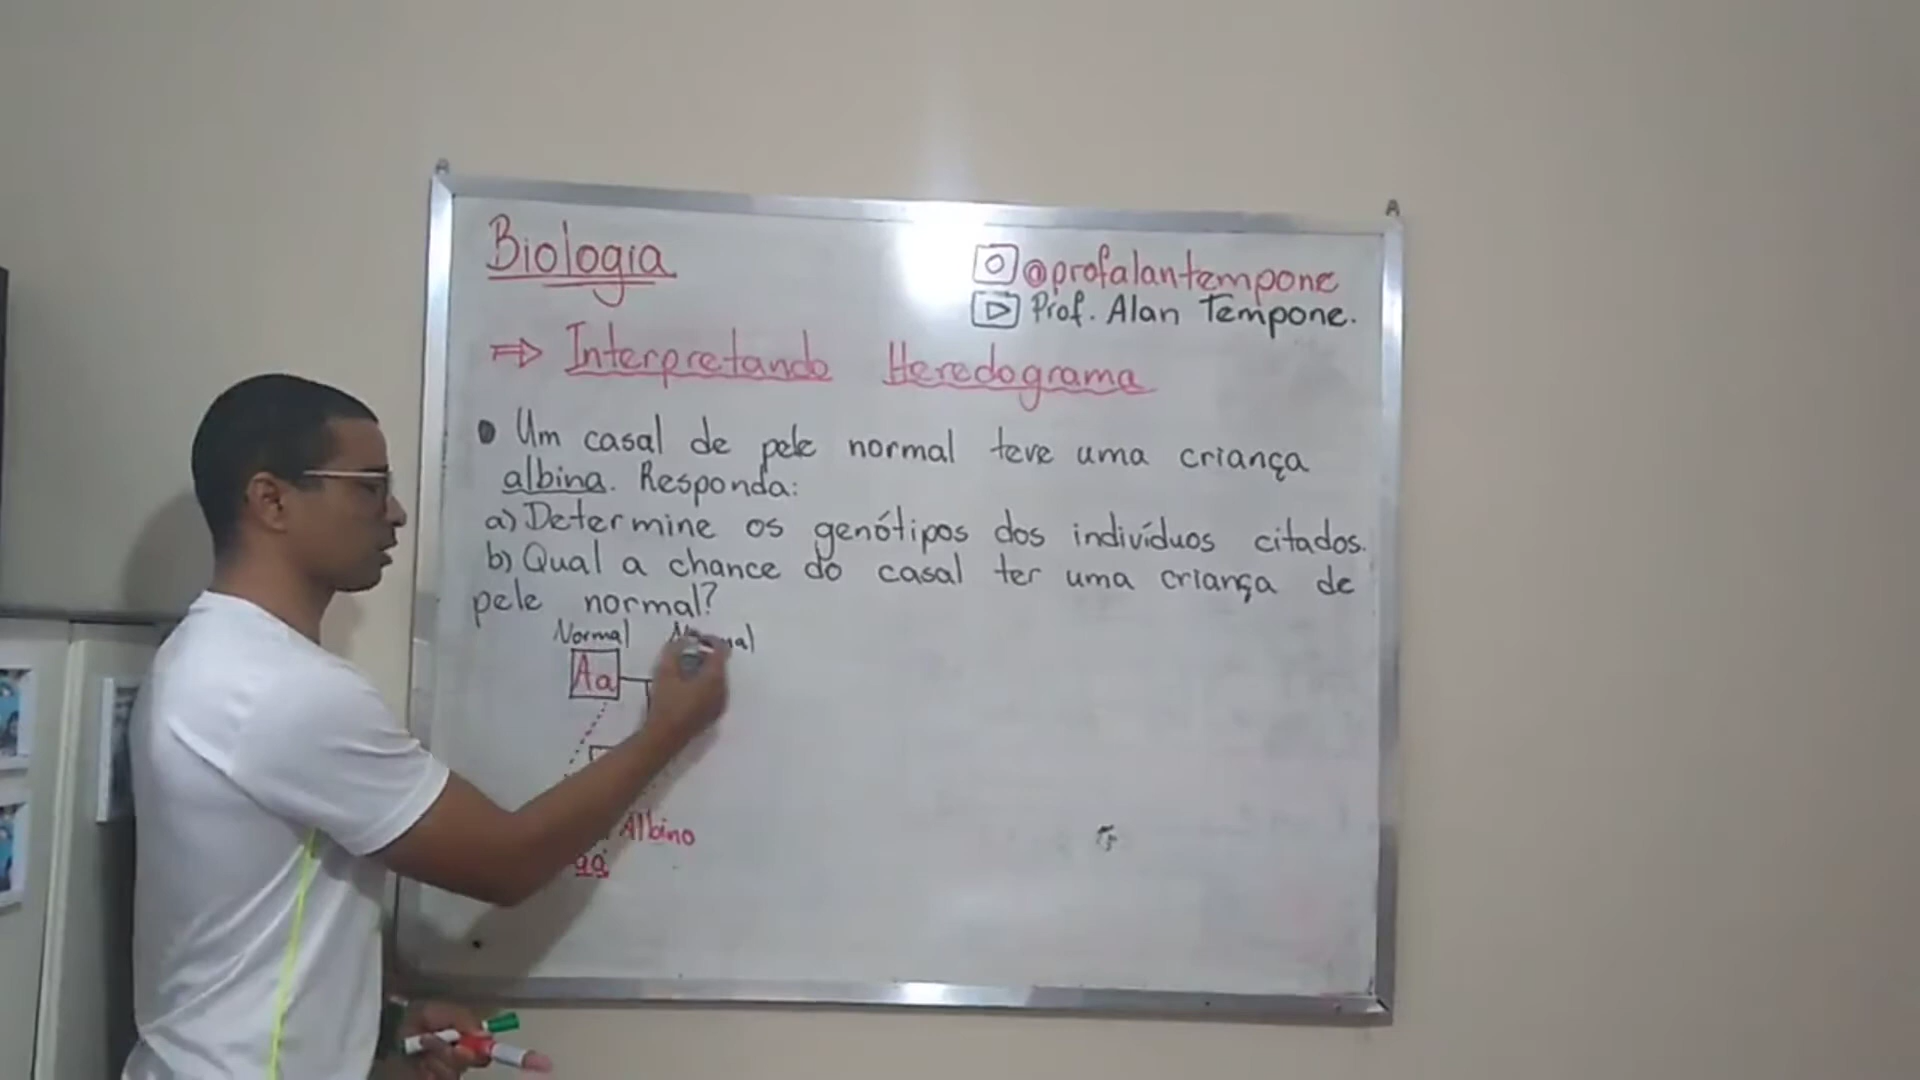 Biologia
@profalantempone
Prof. Alan Tempone.
⇒ Interpretando Heredograma
• Um casal de pele normal teve uma criança
albina. Responda:
a) Determine os genótipos dos indivíduos citados.
b) Qual a chance do casal ter uma criança de
pele normal?
Normal
Aa
Albino
aa